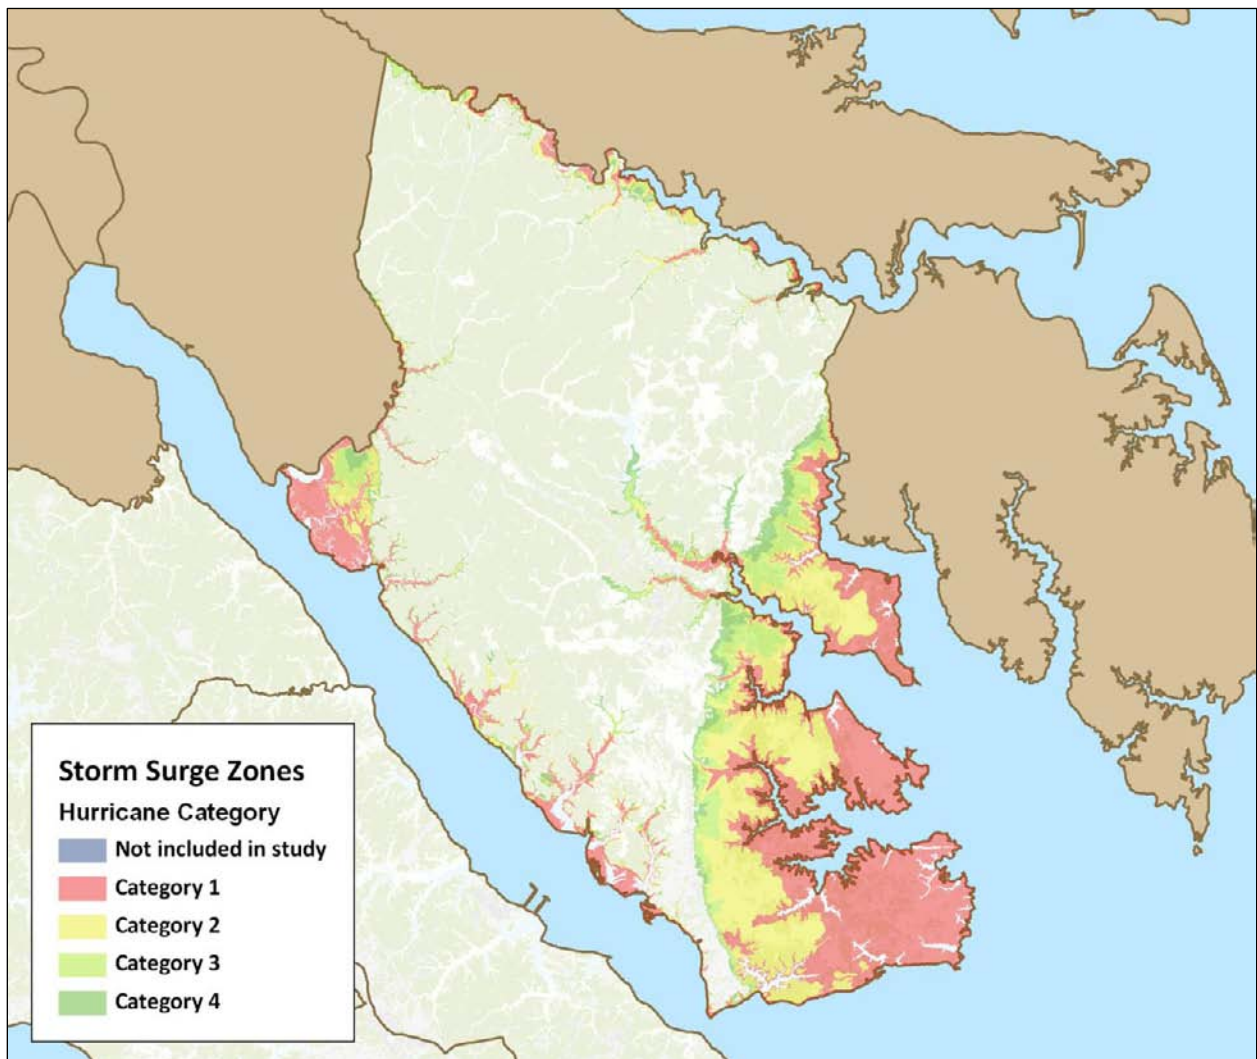 Storm Surge Zones
Hurricane Category
Not included in study
Category 1
Category 2
Category 3
Category 4